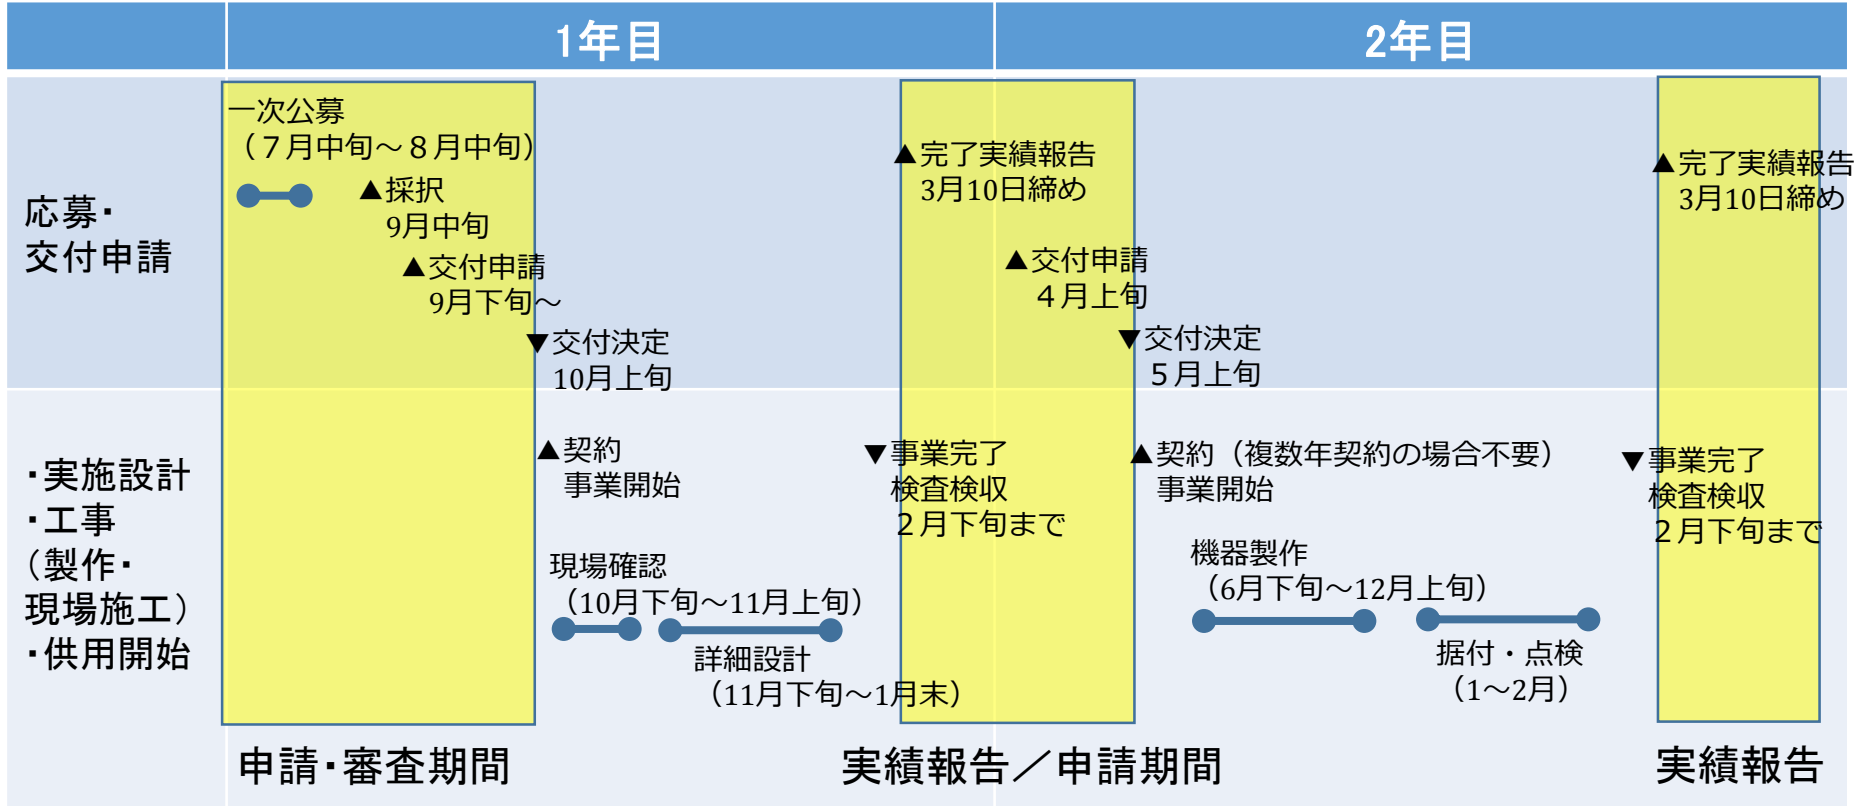 1年目
2年目
応募・
交付申請
一次公募
（７月中旬～８月中旬）
▲採択
9月中旬
▲交付申請
9月下旬～
▼交付決定
10月上旬
▲完了実績報告
3月10日締め
▲交付申請
４月上旬
▼交付決定
５月上旬
▲完了実績報告
3月10日締め
・実施設計
・工事
（製作・
現場施工）
・供用開始
▲契約
事業開始
現場確認
（10月下旬～11月上旬）
詳細設計
（11月下旬～1月末）
▼事業完了
検査検収
２月下旬まで
▲契約（複数年契約の場合不要）
事業開始
機器製作
（6月下旬～12月上旬）
据付・点検
（1～2月）
▼事業完了
検査検収
２月下旬まで
申請・審査期間
実績報告／申請期間
実績報告